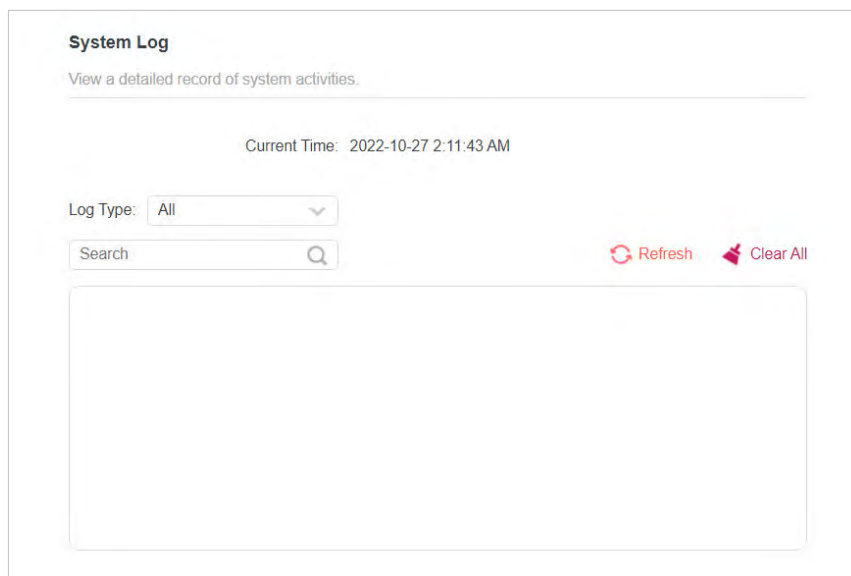 System Log
View a detailed record of system activities.
Current Time: 2022-10-27 2:11:43 AM
Log Type: All
Search Refresh Clear All